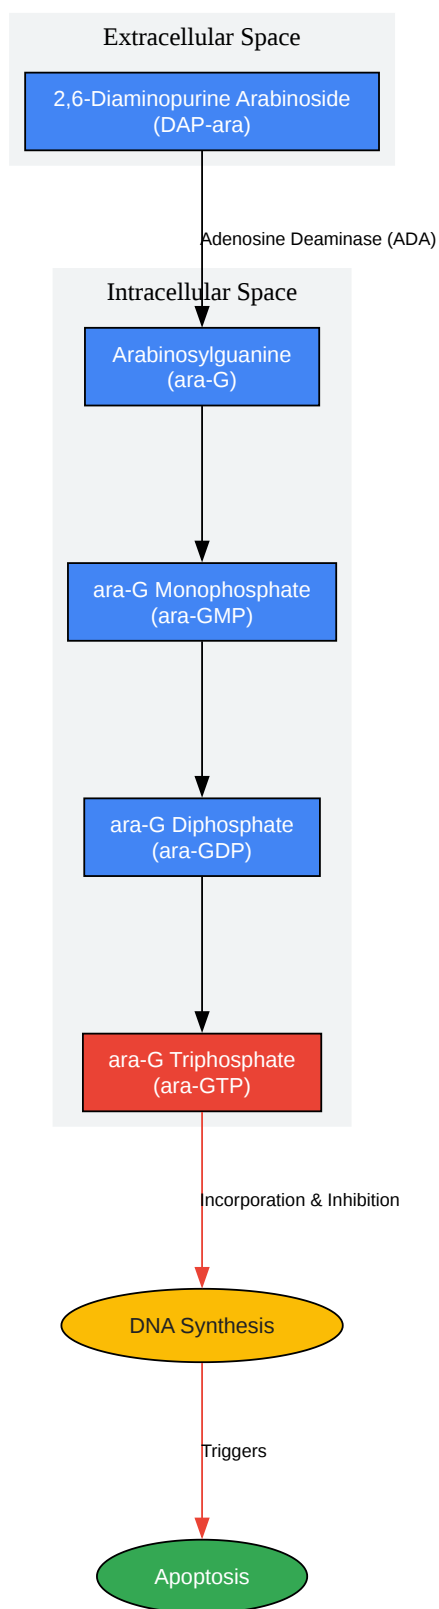 Extracellular Space
2,6-Diaminopurine Arabinoside
(DAP-ara)
Adenosine Deaminase (ADA)
Intracellular Space
Arabinosylguanine
(ara-G)
ara-G Monophosphate
(ara-GMP)
ara-G Diphosphate
(ara-GDP)
ara-G Triphosphate
(ara-GTP)
Incorporation & Inhibition
DNA Synthesis
Triggers
Apoptosis